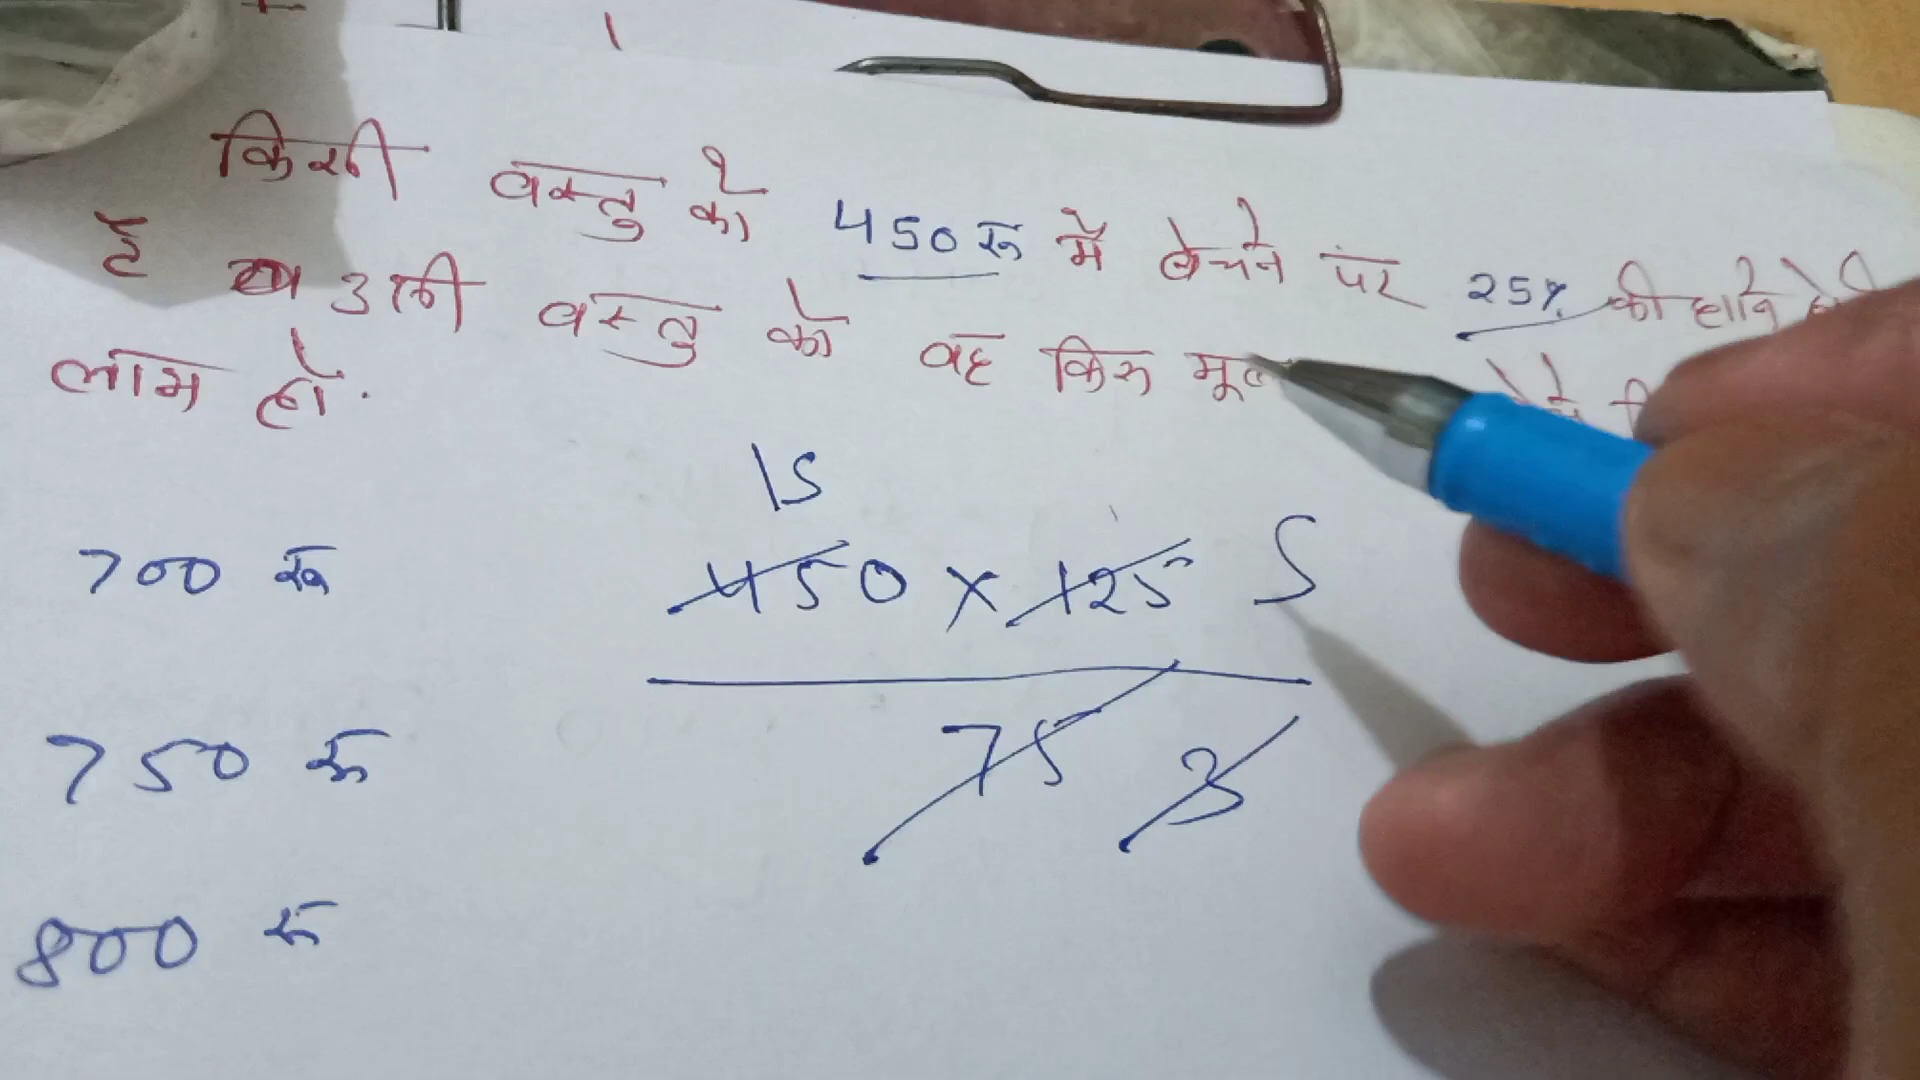 किसी वस्तु को 450 रू में बेचने पर 25% की हानि
है उसी वस्तु को वह किस
लाभ हो.
15
450 x 125 5
75 3
700 रू
750 रू
800 रू